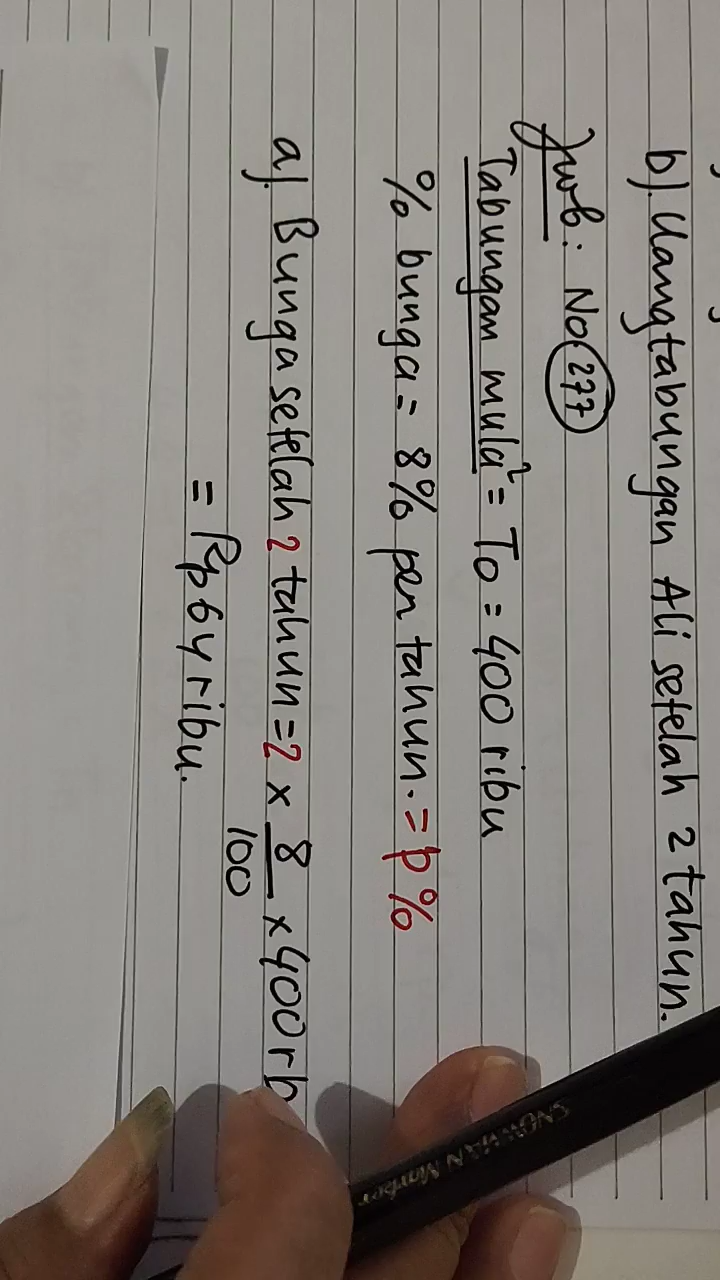 b). Uang tabungan Ali setelah 2 tahun.
Jwb: No 277
Tabungan mula² = To = 400 ribu
% bunga = 8% per tahun. = p%
a). Bunga setelah 2 tahun = 2 × 8/100 × 400 rb
= Rp 64 ribu.
SNOWMAN Marker